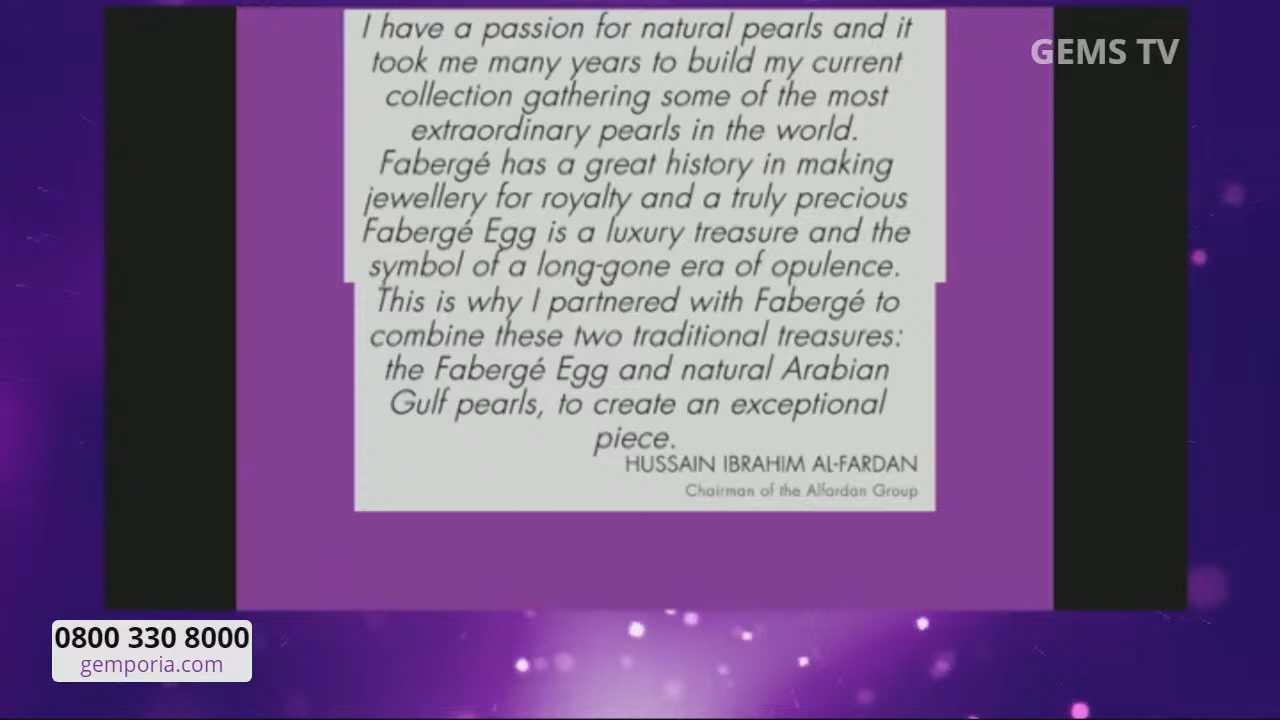 I have a passion for natural pearls and it
took me many years to build my current
collection gathering some of the most
extraordinary pearls in the world.
Fabergé has a great history in making
jewellery for royalty and a truly precious
Fabergé Egg is a luxury treasure and the
symbol of a long-gone era of opulence.
This is why I partnered with Fabergé to
combine these two traditional treasures:
the Fabergé Egg and natural Arabian
Gulf pearls, to create an exceptional
piece.
HUSSAIN IBRAHIM AL-FARDAN
Chairman of the Alfardan Group
GEMS TV
0800 330 8000
gemporia.com